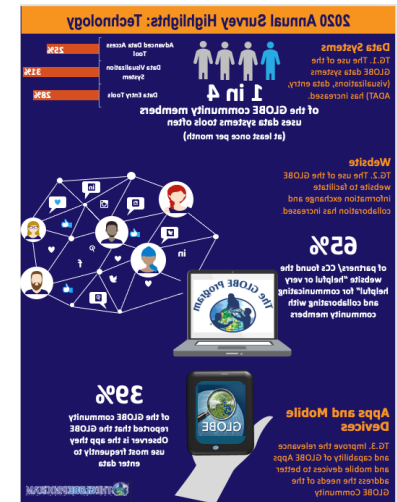 2020 Annual Survey Highlights: Technology
Data Systems
TG.1. The use of the
GLOBE data systems
(visualizations, data entry,
ADAT) has increased.
1 in 4
of the GLOBE community members
uses data systems tools often
(at least once per month)
Advanced Data Access
Tool
25%
Data Visualization
System
31%
Data Entry Tools
28%
Website
TG.2. The use of the GLOBE
website to facilitate
information exchange and
collaboration has increased
65%
of partners/ CCs found the
website "helpful or very
helpful" for communicating
and collaborating with
community members
The GLOBE Program
in
in
f
Apps and Mobile
Devices
TG.3. Improve the relevance
and capability of GLOBE Apps
and mobile devices to better
address the needs of the
GLOBE Community
GLOBE
39%
of the GLOBE community
reported that the GLOBE
Observer is the app they
use most frequently to
enter data
THE GLOBE PROGRAM